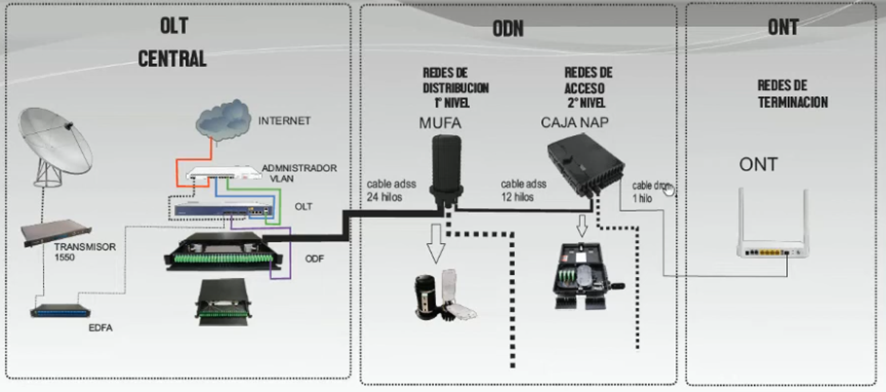 OLT
CENTRAL
INTERNET
ADMNISTRADOR
VLAN
OLT
TRANSMISOR
1550
ODF
EDFA
ODN
REDES DE
DISTRIBUCION
1° NIVEL
MUFA
REDES DE
ACCESO
2° NIVEL
CAJA NAP
cable adss
24 hilos
cable adss
12 hilos
cable drop
1 hilo
ONT
REDES DE
TERMINACION
ONT